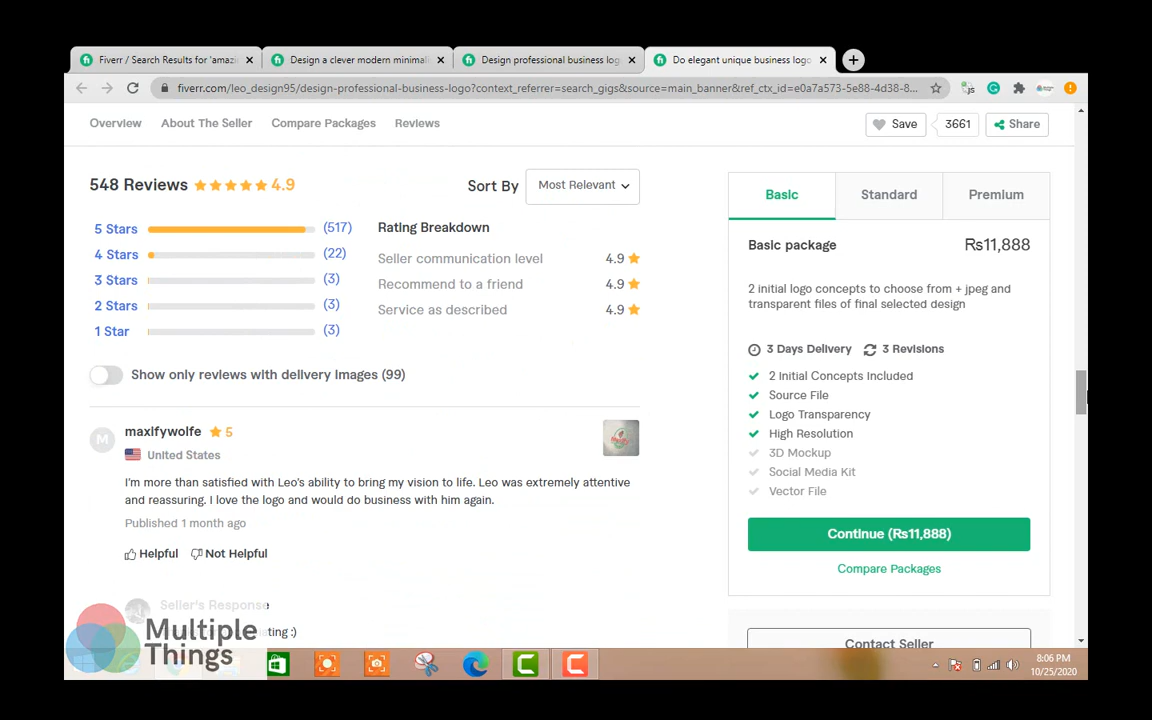 Fiverr / Search Results for 'amazi
Design a clever modern minimali
Design professional business log
Do elegant unique business logo
fiverr.com/leo_design95/design-professional-business-logo?context_referrer=search_gigs&source=main_banner&ref_ctx_id=e0a7a573-5e88-4d38-8...
Overview
About The Seller
Compare Packages
Reviews
Save
3661
Share
548 Reviews
4.9
Sort By
Most Relevant
5 Stars (517)
4 Stars (22)
3 Stars (3)
2 Stars (3)
1 Star (3)
Rating Breakdown
Seller communication level 4.9
Recommend to a friend 4.9
Service as described 4.9
Show only reviews with delivery Images (99)
M
maxifywolfe 5
United States
I'm more than satisfied with Leo's ability to bring my vision to life. Leo was extremely attentive
and reassuring. I love the logo and would do business with him again.
Published 1 month ago
Helpful
Not Helpful
Seller's Response
ting :)
Basic
Standard
Premium
Basic package
Rs11,888
2 initial logo concepts to choose from + jpeg and
transparent files of final selected design
3 Days Delivery
3 Revisions
2 Initial Concepts Included
Source File
Logo Transparency
High Resolution
3D Mockup
Social Media Kit
Vector File
Continue (Rs11,888)
Compare Packages
Contact Seller
Multiple
Things
8:06 PM
10/25/2020